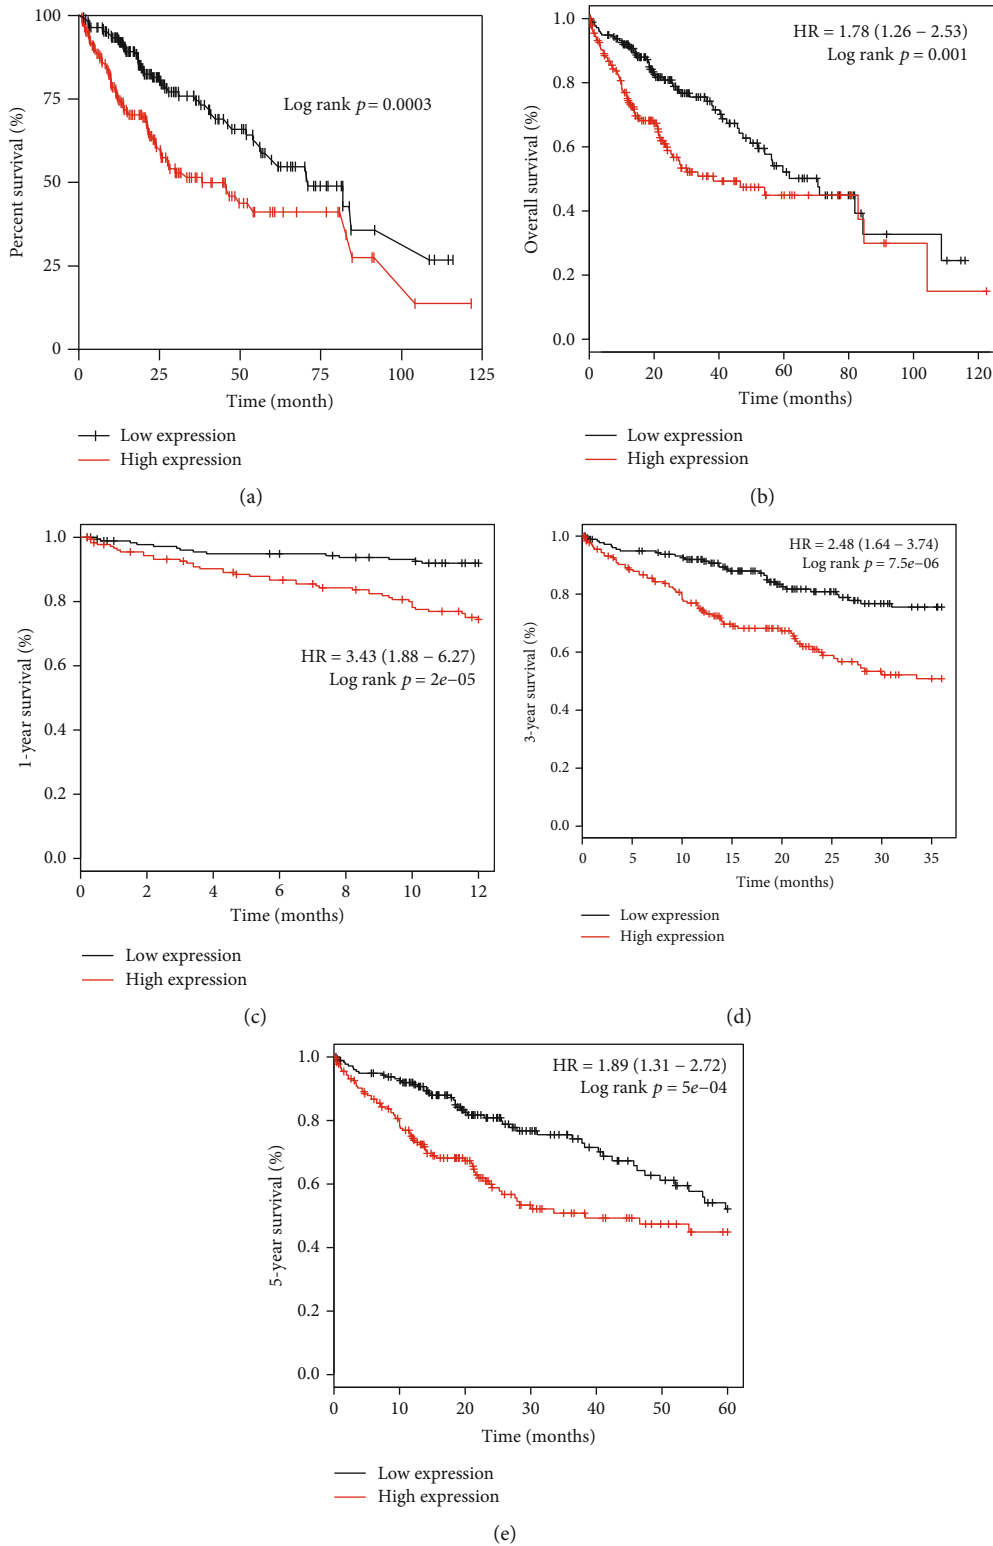 100
75
50
25
0
Percent survival (%)
Log rank p = 0.0003
0 25 50 75 100 125
Time (month)
Low expression
High expression
(a)
1.0
0.8
0.6
0.4
0.2
0.0
Overall survival (%)
HR = 1.78 (1.26 − 2.53)
Log rank p = 0.001
0 20 40 60 80 100 120
Time (months)
Low expression
High expression
(b)
1.0
0.8
0.6
0.4
0.2
0.0
1-year survival (%)
HR = 3.43 (1.88 − 6.27)
Log rank p = 2e−05
0 2 4 6 8 10 12
Time (months)
Low expression
High expression
(c)
1.0
0.8
0.6
0.4
0.2
0.0
3-year survival (%)
HR = 2.48 (1.64 − 3.74)
Log rank p = 7.5e−06
0 5 10 15 20 25 30 35
Time (months)
Low expression
High expression
(d)
1.0
0.8
0.6
0.4
0.2
0.0
5-year survival (%)
HR = 1.89 (1.31 − 2.72)
Log rank p = 5e−04
0 10 20 30 40 50 60
Time (months)
Low expression
High expression
(e)